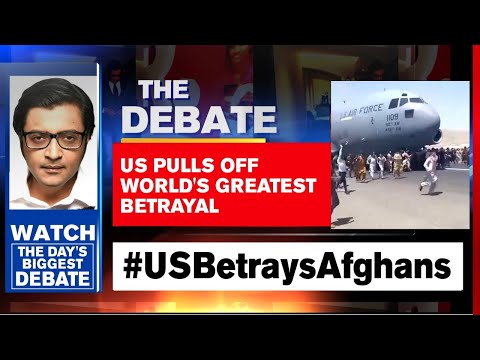 THE
DEBATE
US PULLS OFF
WORLD'S GREATEST
BETRAYAL
AIR FORCE
1109
WATCH
THE DAY'S
BIGGEST
DEBATE
#USBetraysAfghans